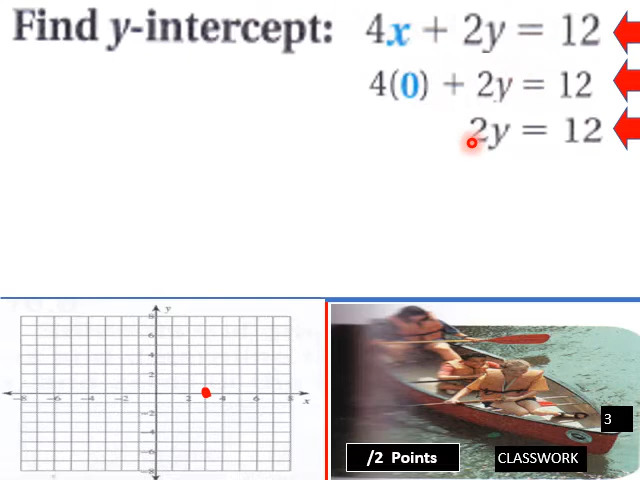 Find y-intercept: 4x + 2y = 12
4(0) + 2y = 12
2y = 12
y
8
6
4
2
-8 -6 -4 -2 2 4 6 8 x
-2
-4
-6
-8
3
/2 Points
CLASSWORK